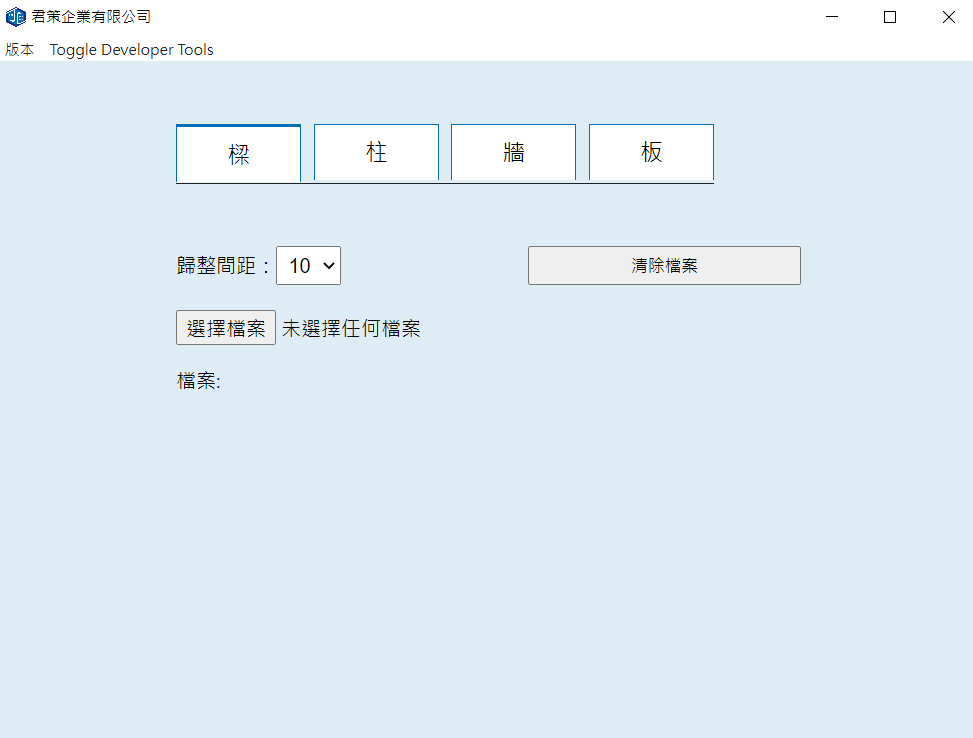 君策企業有限公司
版本 Toggle Developer Tools
樑 柱 牆 板
歸整間距： 10 清除檔案
選擇檔案 未選擇任何檔案
檔案: